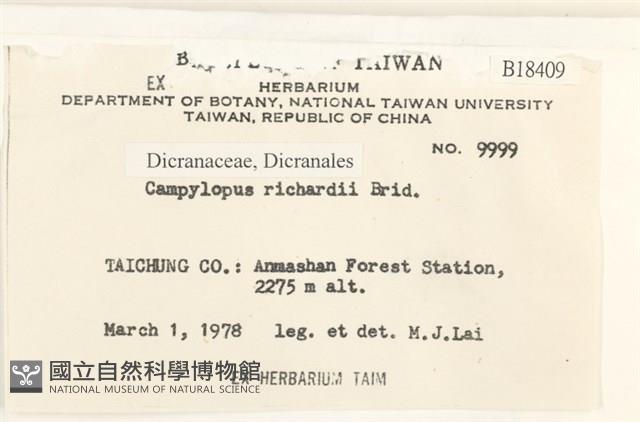 TAIWAN
B18409
EX
HERBARIUM
DEPARTMENT OF BOTANY, NATIONAL TAIWAN UNIVERSITY
TAIWAN, REPUBLIC OF CHINA
NO. 9999
Dicranaceae, Dicranales
Campylopus richardii Brid.
TAICHUNG CO.: Anmashan Forest Station,
2275 m alt.
March 1, 1978 leg. et det. M.J.Lai
國立自然科學博物館
NATIONAL MUSEUM OF NATURAL SCIENCE
EX HERBARIUM TAIM